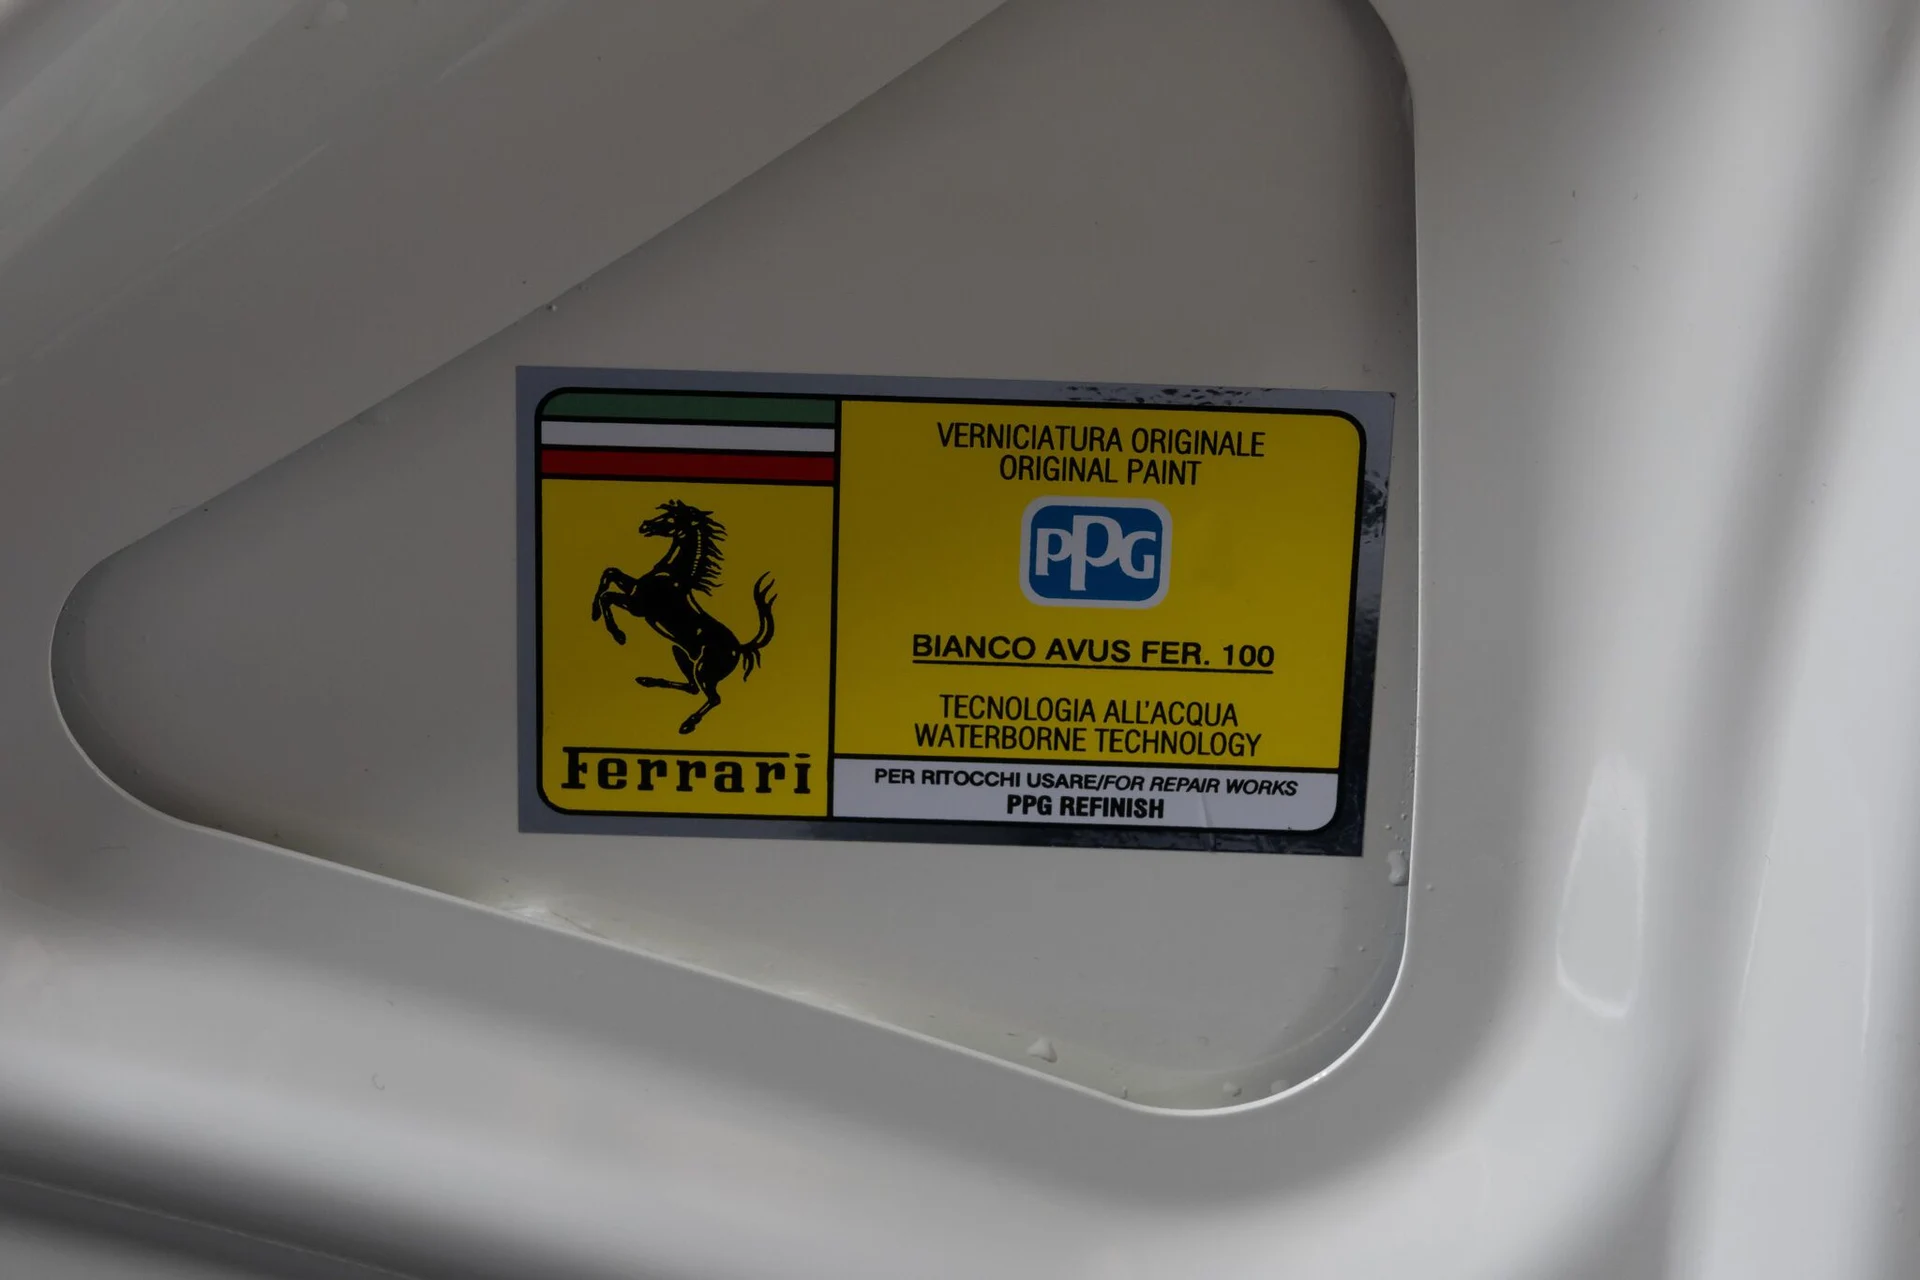 Ferrari
VERNICIATURA ORIGINALE
ORIGINAL PAINT
PPG
BIANCO AVUS FER. 100
TECNOLOGIA ALL'ACQUA
WATERBORNE TECHNOLOGY
PER RITOCCHI USARE/FOR REPAIR WORKS
PPG REFINISH